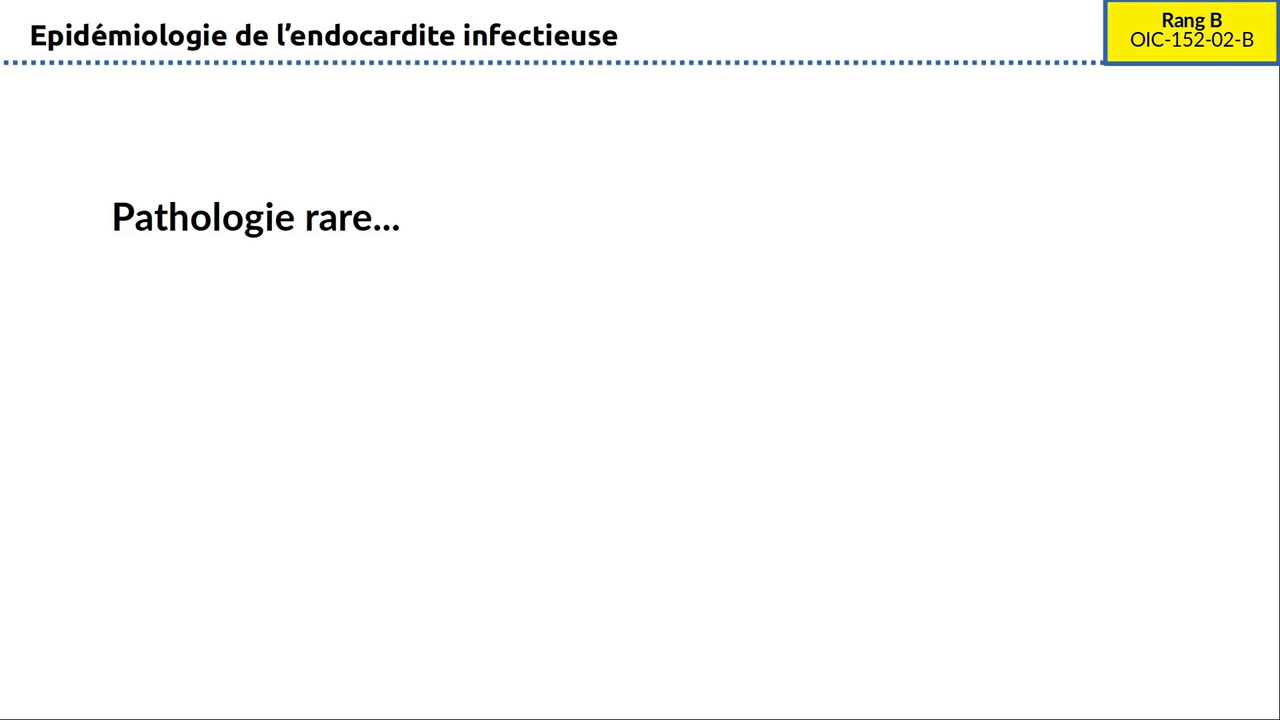 Epidémiologie de l’endocardite infectieuse
Rang B
OIC-152-02-B
Pathologie rare...